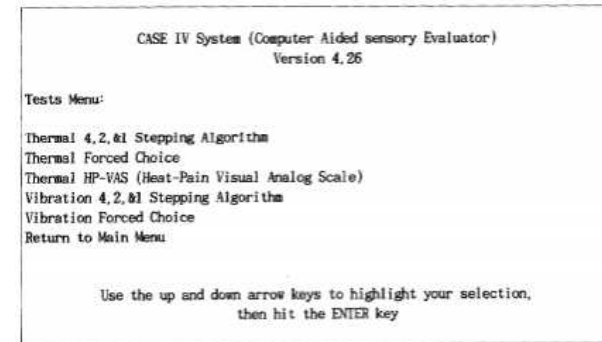 CASE IV System (Computer Aided sensory Evaluator)
Version 4.26
Tests Menu:
Thermal 4,2,&1 Stepping Algorithm
Thermal Forced Choice
Thermal HP-VAS (Heat-Pain Visual Analog Scale)
Vibration 4,2,&1 Stepping Algorithm
Vibration Forced Choice
Return to Main Menu
Use the up and down arrow keys to highlight your selection,
then hit the ENTER key